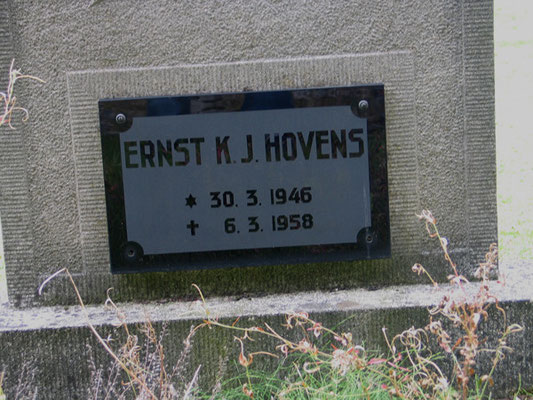 ERNST K. J. HOVENS
* 30. 3. 1946
✝ 6. 3. 1958